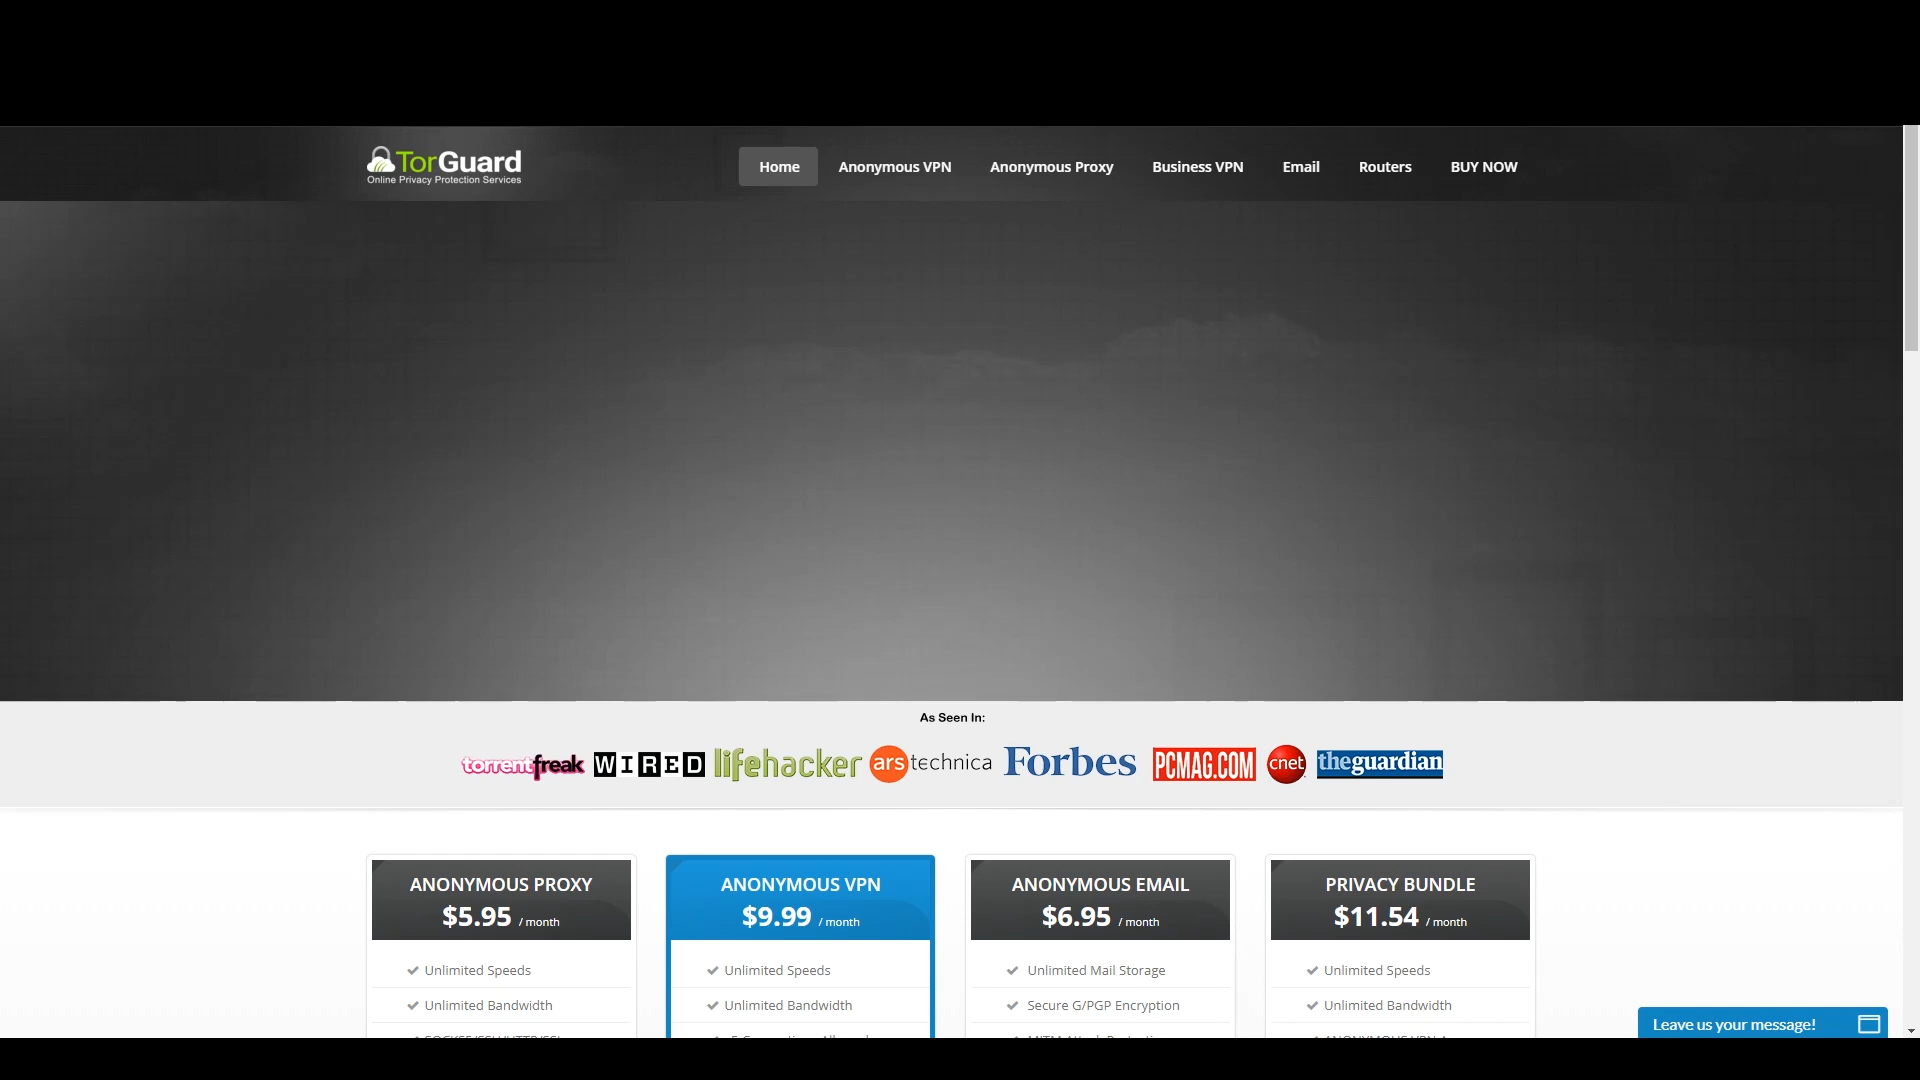 TorGuard
Online Privacy Protection Services
Home Anonymous VPN Anonymous Proxy Business VPN Email Routers BUY NOW
As Seen In:
torrentfreak WIRED lifehacker ars technica Forbes PCMAG.COM cnet theguardian
ANONYMOUS PROXY
$5.95 / month
Unlimited Speeds
Unlimited Bandwidth
ANONYMOUS VPN
$9.99 / month
Unlimited Speeds
Unlimited Bandwidth
ANONYMOUS EMAIL
$6.95 / month
Unlimited Mail Storage
Secure G/PGP Encryption
PRIVACY BUNDLE
$11.54 / month
Unlimited Speeds
Unlimited Bandwidth
Leave us your message!